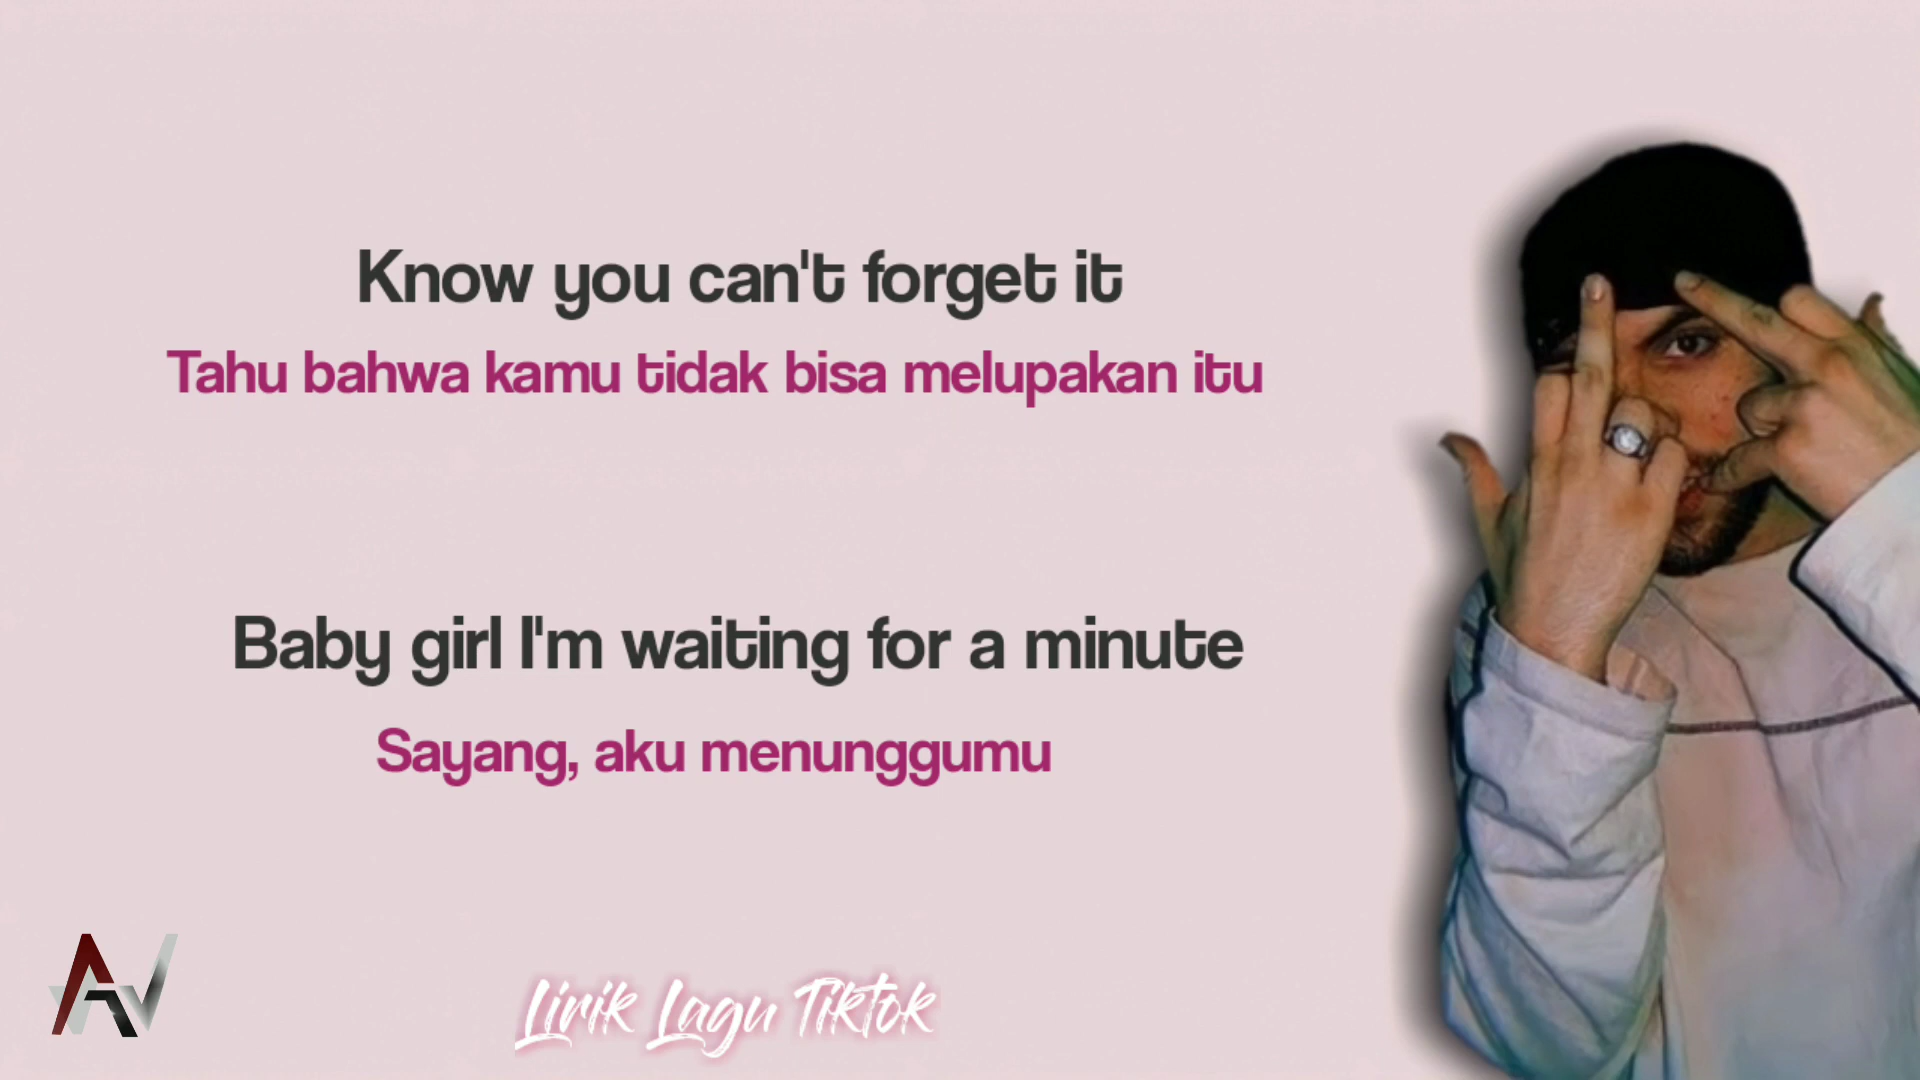 Know you can't forget it
Tahu bahwa kamu tidak bisa melupakan itu
Baby girl I'm waiting for a minute
Sayang, aku menunggumu
Lirik Lagu Tiktok